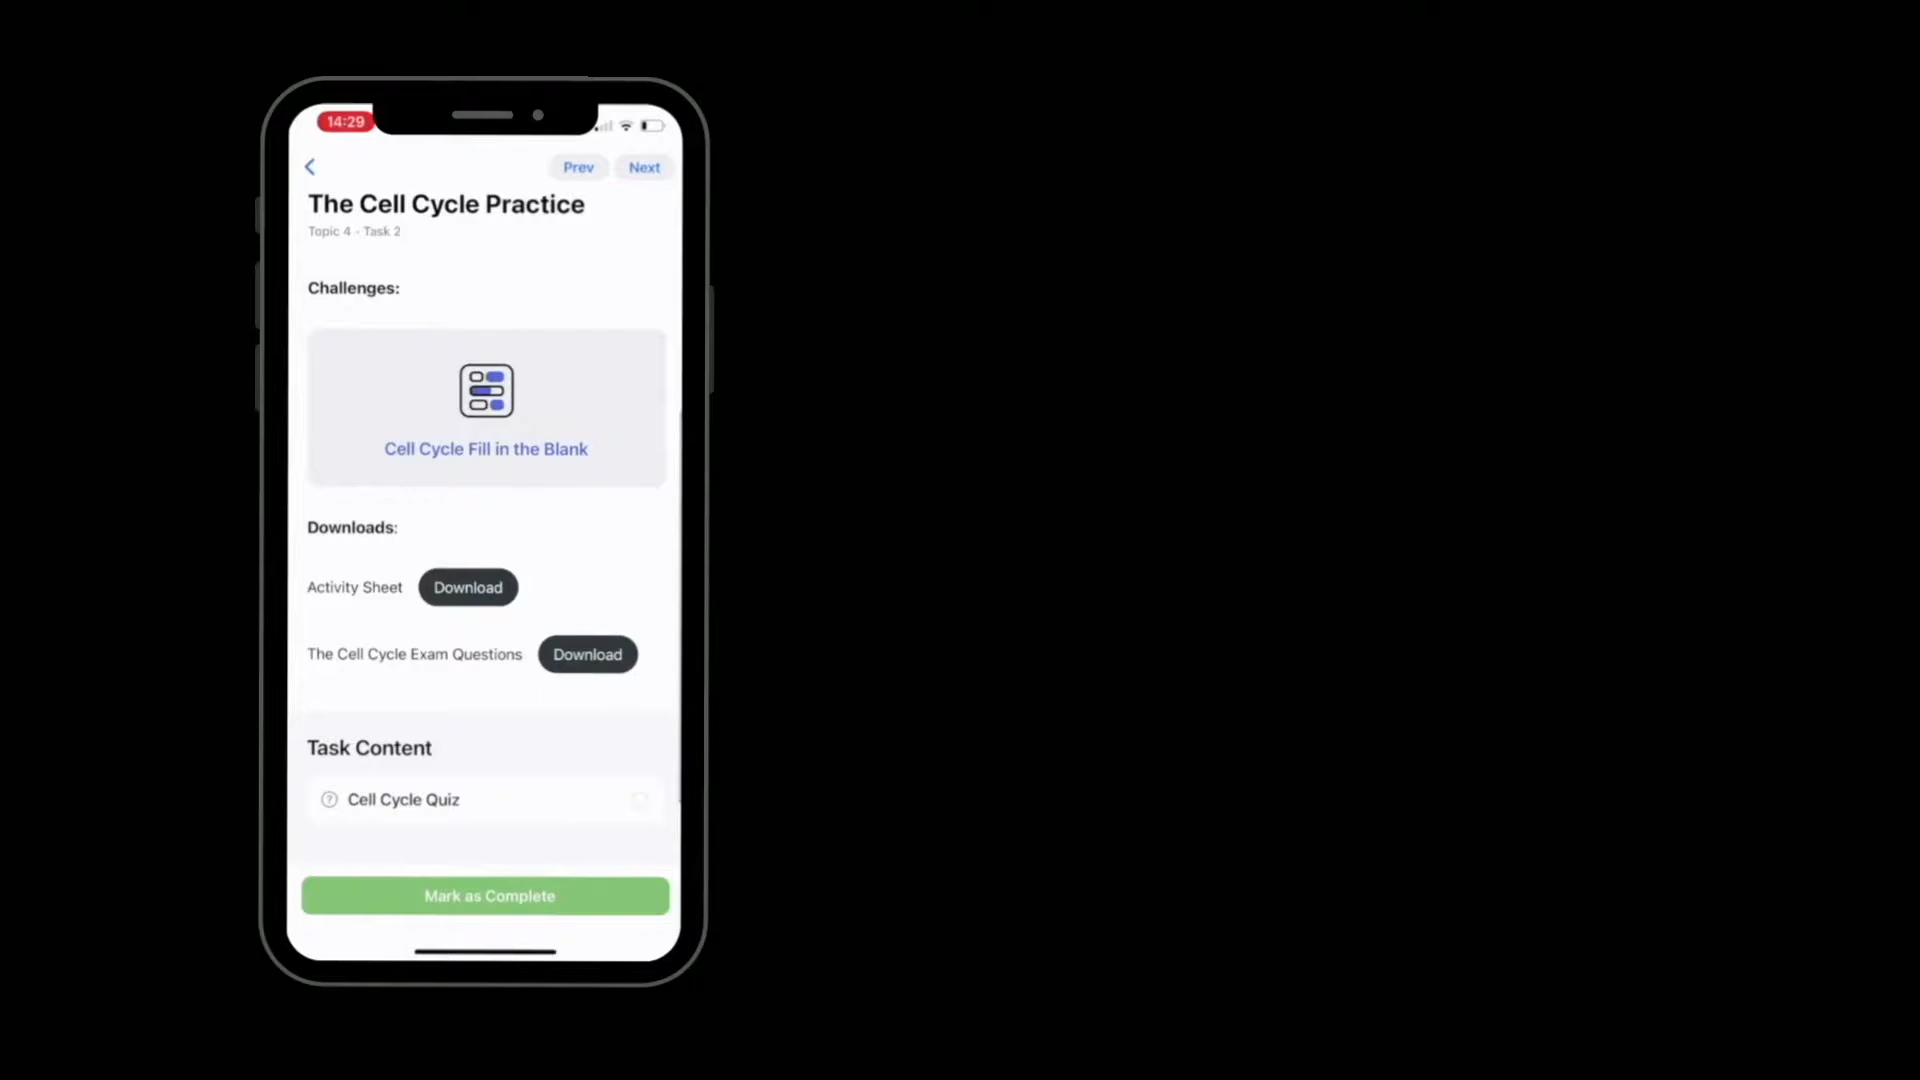 14:29
Prev Next
The Cell Cycle Practice
Topic 4 - Task 2
Challenges:
Cell Cycle Fill in the Blank
Downloads:
Activity Sheet Download
The Cell Cycle Exam Questions Download
Task Content
? Cell Cycle Quiz
Mark as Complete